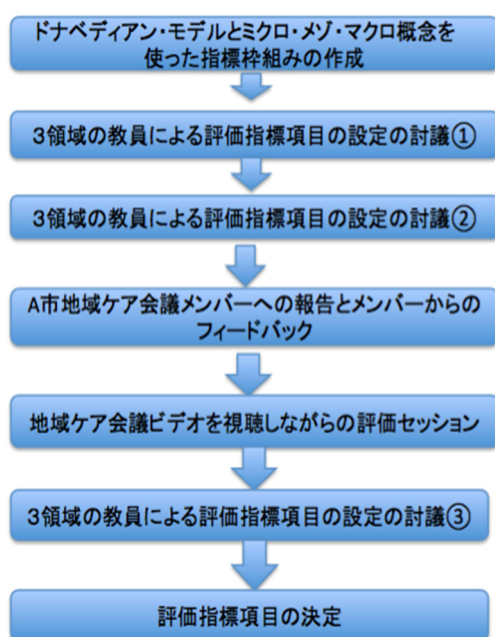 ドナベディアン・モデルとミクロ・メゾ・マクロ概念を
使った指標枠組みの作成
3領域の教員による評価指標項目の設定の討議①
3領域の教員による評価指標項目の設定の討議②
A市地域ケア会議メンバーへの報告とメンバーからの
フィードバック
地域ケア会議ビデオを視聴しながらの評価セッション
3領域の教員による評価指標項目の設定の討議③
評価指標項目の決定